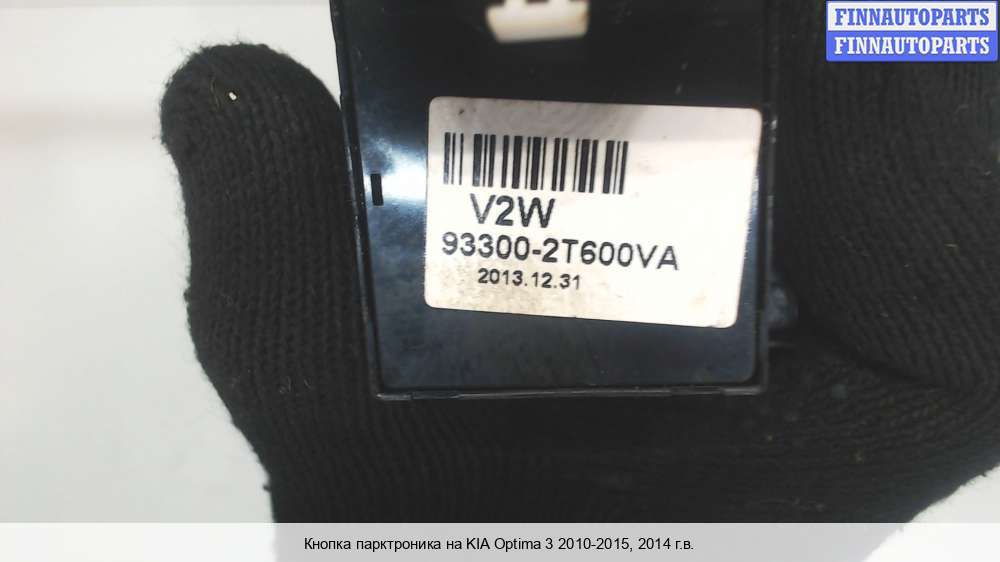 FINNAUTOPARTS
FINNAUTOPARTS
V2W
93300-2T600VA
2013.12.31
Кнопка парктроника на KIA Optima 3 2010-2015, 2014 г.в.